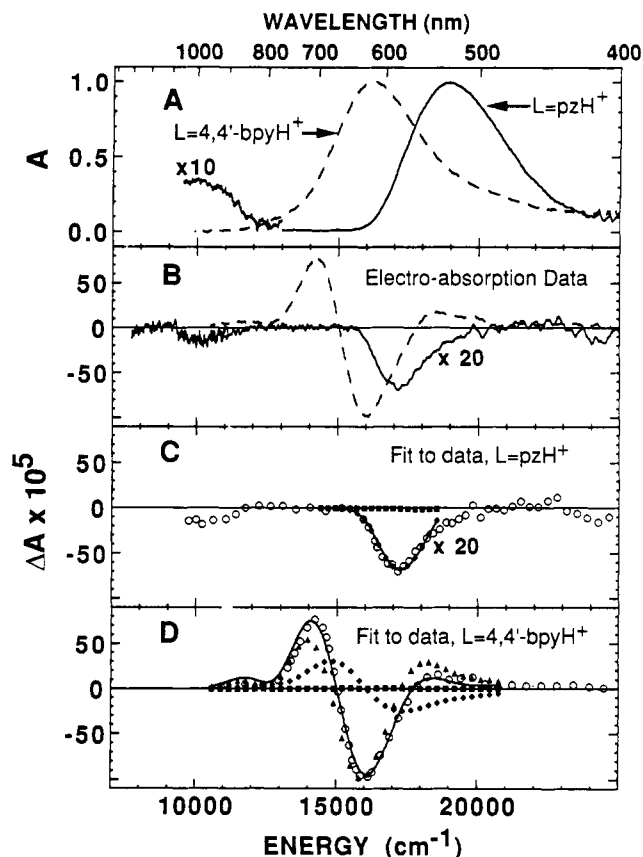 WAVELENGTH (nm)
1000 800 700 600 500 400
A
L=4,4'-bpyH+
L=pzH+
x10
1.0
0.5
0.0
A
B
Electro-absorption Data
x 20
50
0
-50
C
Fit to data, L=pzH+
x 20
50
0
-50
ΔA x 10⁵
D
Fit to data, L=4,4'-bpyH+
50
0
-50
10000 15000 20000
ENERGY (cm⁻¹)